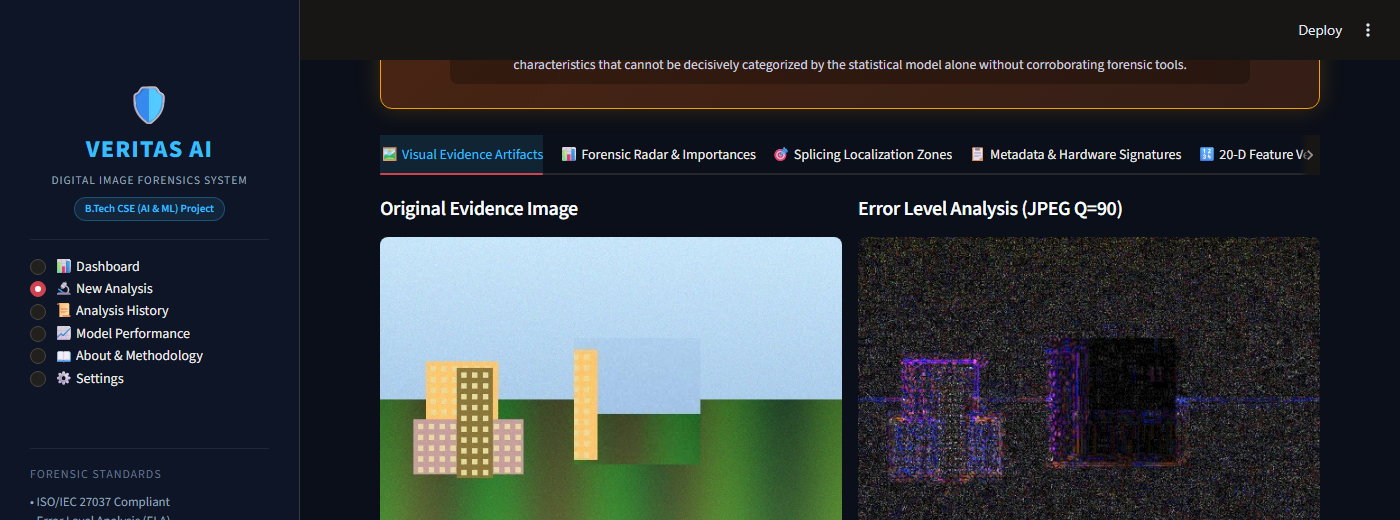 Deploy
VERITAS AI
DIGITAL IMAGE FORENSICS SYSTEM
B.Tech CSE (AI & ML) Project
Dashboard
New Analysis
Analysis History
Model Performance
About & Methodology
Settings
FORENSIC STANDARDS
• ISO/IEC 27037 Compliant
characteristics that cannot be decisively categorized by the statistical model alone without corroborating forensic tools.
Visual Evidence Artifacts
Forensic Radar & Importances
Splicing Localization Zones
Metadata & Hardware Signatures
20-D Feature
Original Evidence Image
Error Level Analysis (JPEG Q=90)